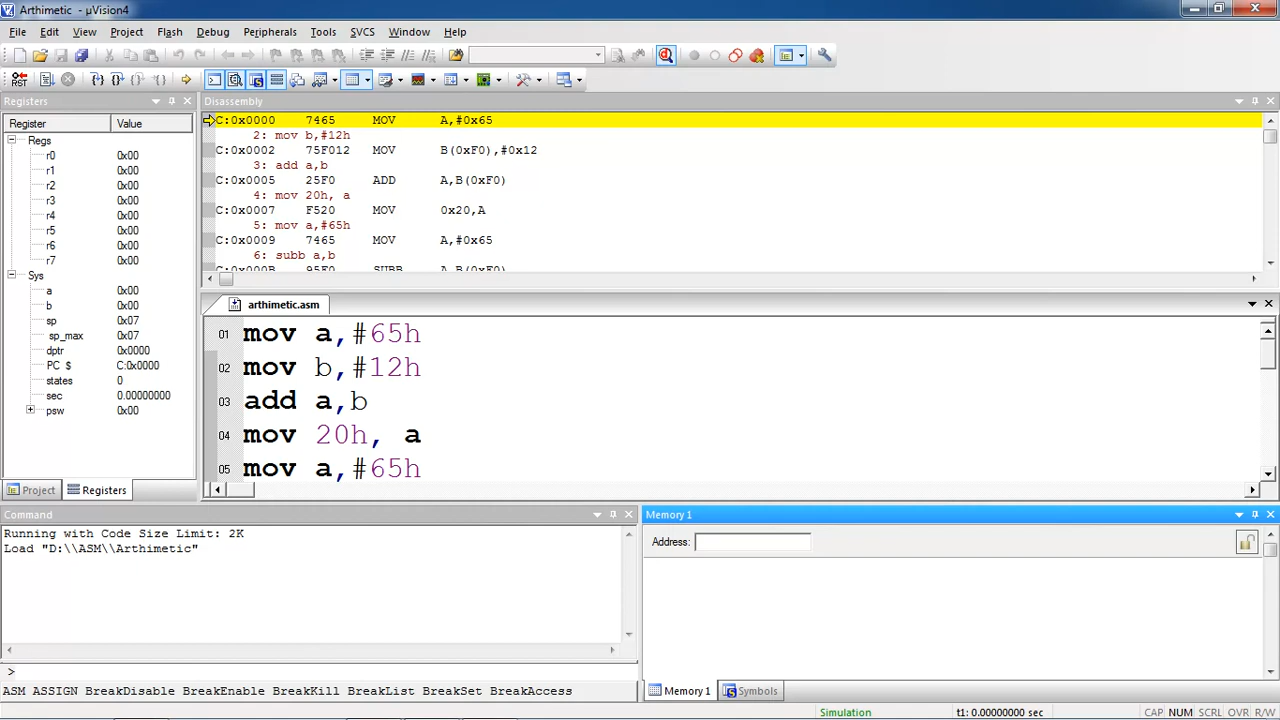 Arthimetic - µVision4
File Edit View Project Flash Debug Peripherals Tools SVCS Window Help
RST
Registers
Register Value
Regs
r0 0x00
r1 0x00
r2 0x00
r3 0x00
r4 0x00
r5 0x00
r6 0x00
r7 0x00
Sys
a 0x00
b 0x00
sp 0x07
sp_max 0x07
dptr 0x0000
PC $ C:0x0000
states 0
sec 0.00000000
psw 0x00
Project Registers
Disassembly
C:0x0000 7465 MOV A,#0x65
2: mov b,#12h
C:0x0002 75F012 MOV B(0xF0),#0x12
3: add a,b
C:0x0005 25F0 ADD A,B(0xF0)
4: mov 20h, a
C:0x0007 F520 MOV 0x20,A
5: mov a,#65h
C:0x0009 7465 MOV A,#0x65
6: subb a,b
C:0x000B 95F0 SUBB A,B(0xF0)
arthimetic.asm
01 mov a,#65h
02 mov b,#12h
03 add a,b
04 mov 20h, a
05 mov a,#65h
Command
Running with Code Size Limit: 2K
Load "D:\\ASM\\Arthimetic"
>
ASM ASSIGN BreakDisable BreakEnable BreakKill BreakList BreakSet BreakAccess
Memory 1
Address:
Memory 1 Symbols
Simulation t1: 0.00000000 sec CAP NUM SCRL OVR R/W